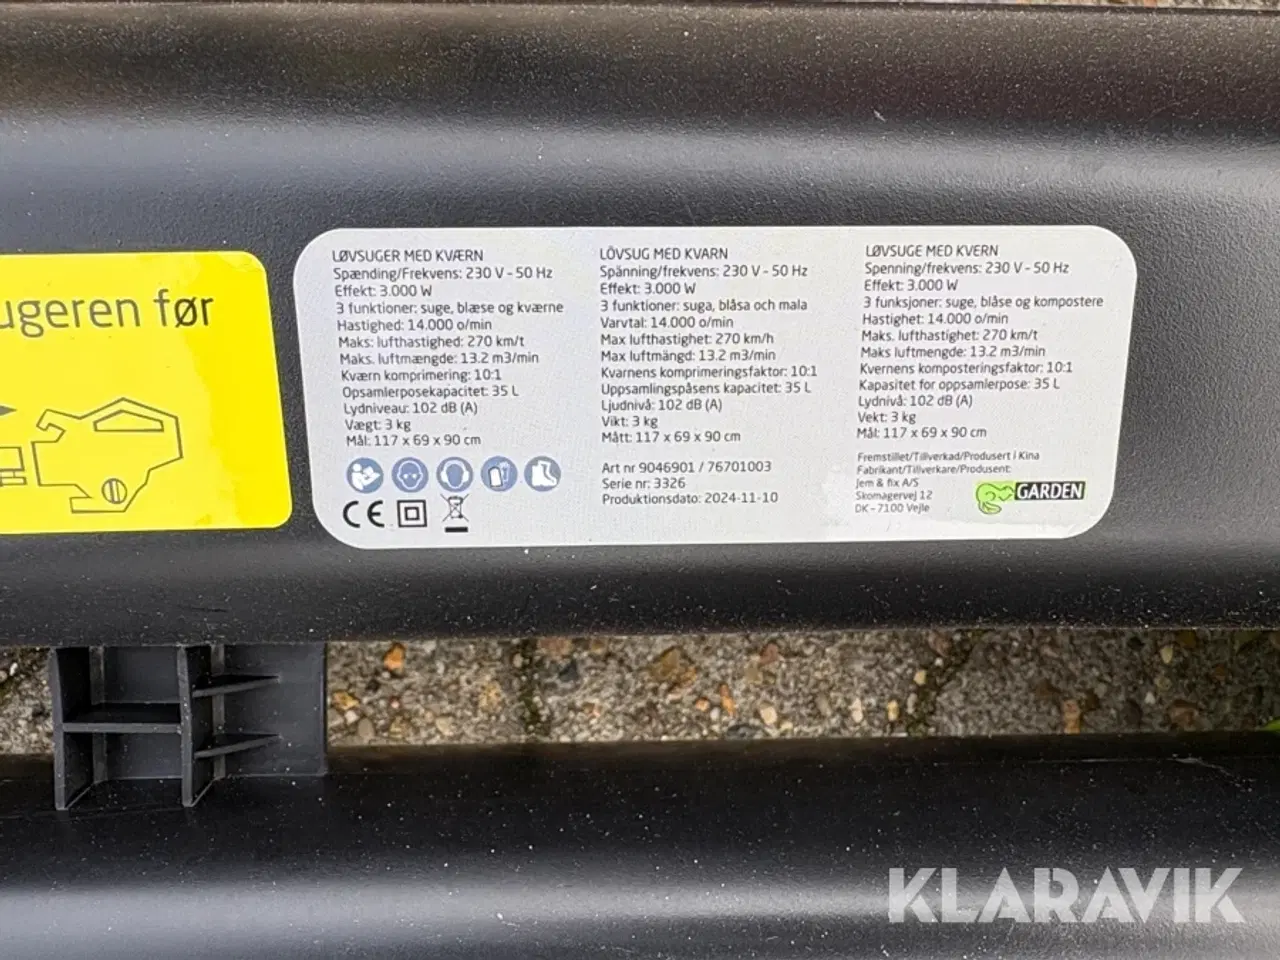 ugeren før
LØVSUGER MED KVÆRN
Spænding/Frekvens: 230 V - 50 Hz
Effekt: 3.000 W
3 funktioner: suge, blæse og kværne
Hastighed: 14.000 o/min
Maks: lufthastighed: 270 km/t
Maks. luftmængde: 13.2 m3/min
Kværn komprimering: 10:1
Opsamlerposekapacitet: 35 L
Lydniveau: 102 dB (A)
Vægt: 3 kg
Mål: 117 x 69 x 90 cm
CE
LÖVSUG MED KVARN
Spänning/frekvens: 230 V - 50 Hz
Effekt: 3.000 W
3 funktioner: suga, blåsa och mala
Varvtal: 14.000 o/min
Max lufthastighet: 270 km/h
Max luftmängd: 13.2 m3/min
Kvarnens komprimeringsfaktor: 10:1
Uppsamlingspåsens kapacitet: 35 L
Ljudnivå: 102 dB (A)
Vikt: 3 kg
Mått: 117 x 69 x 90 cm
Art nr 9046901 / 76701003
Serie nr: 3326
Produktionsdato: 2024-11-10
LØVSUGE MED KVERN
Spenning/frekvens: 230 V - 50 Hz
Effekt: 3.000 W
3 funksjoner: suge, blåse og kompostere
Hastighet: 14.000 o/min
Maks. lufthastighet: 270 km/t
Maks luftmengde: 13.2 m3/min
Kvernens komposteringsfaktor: 10:1
Kapasitet for oppsamlerpose: 35 L
Lydnivå: 102 dB (A)
Vekt: 3 kg
Mål: 117 x 69 x 90 cm
Fremstillet/Tillverkad/Produsert i Kina
Fabrikant/Tillverkare/Produsent:
Jem & fix A/S
Skomagervej 12
DK - 7100 Vejle
GARDEN
KLARAVIK